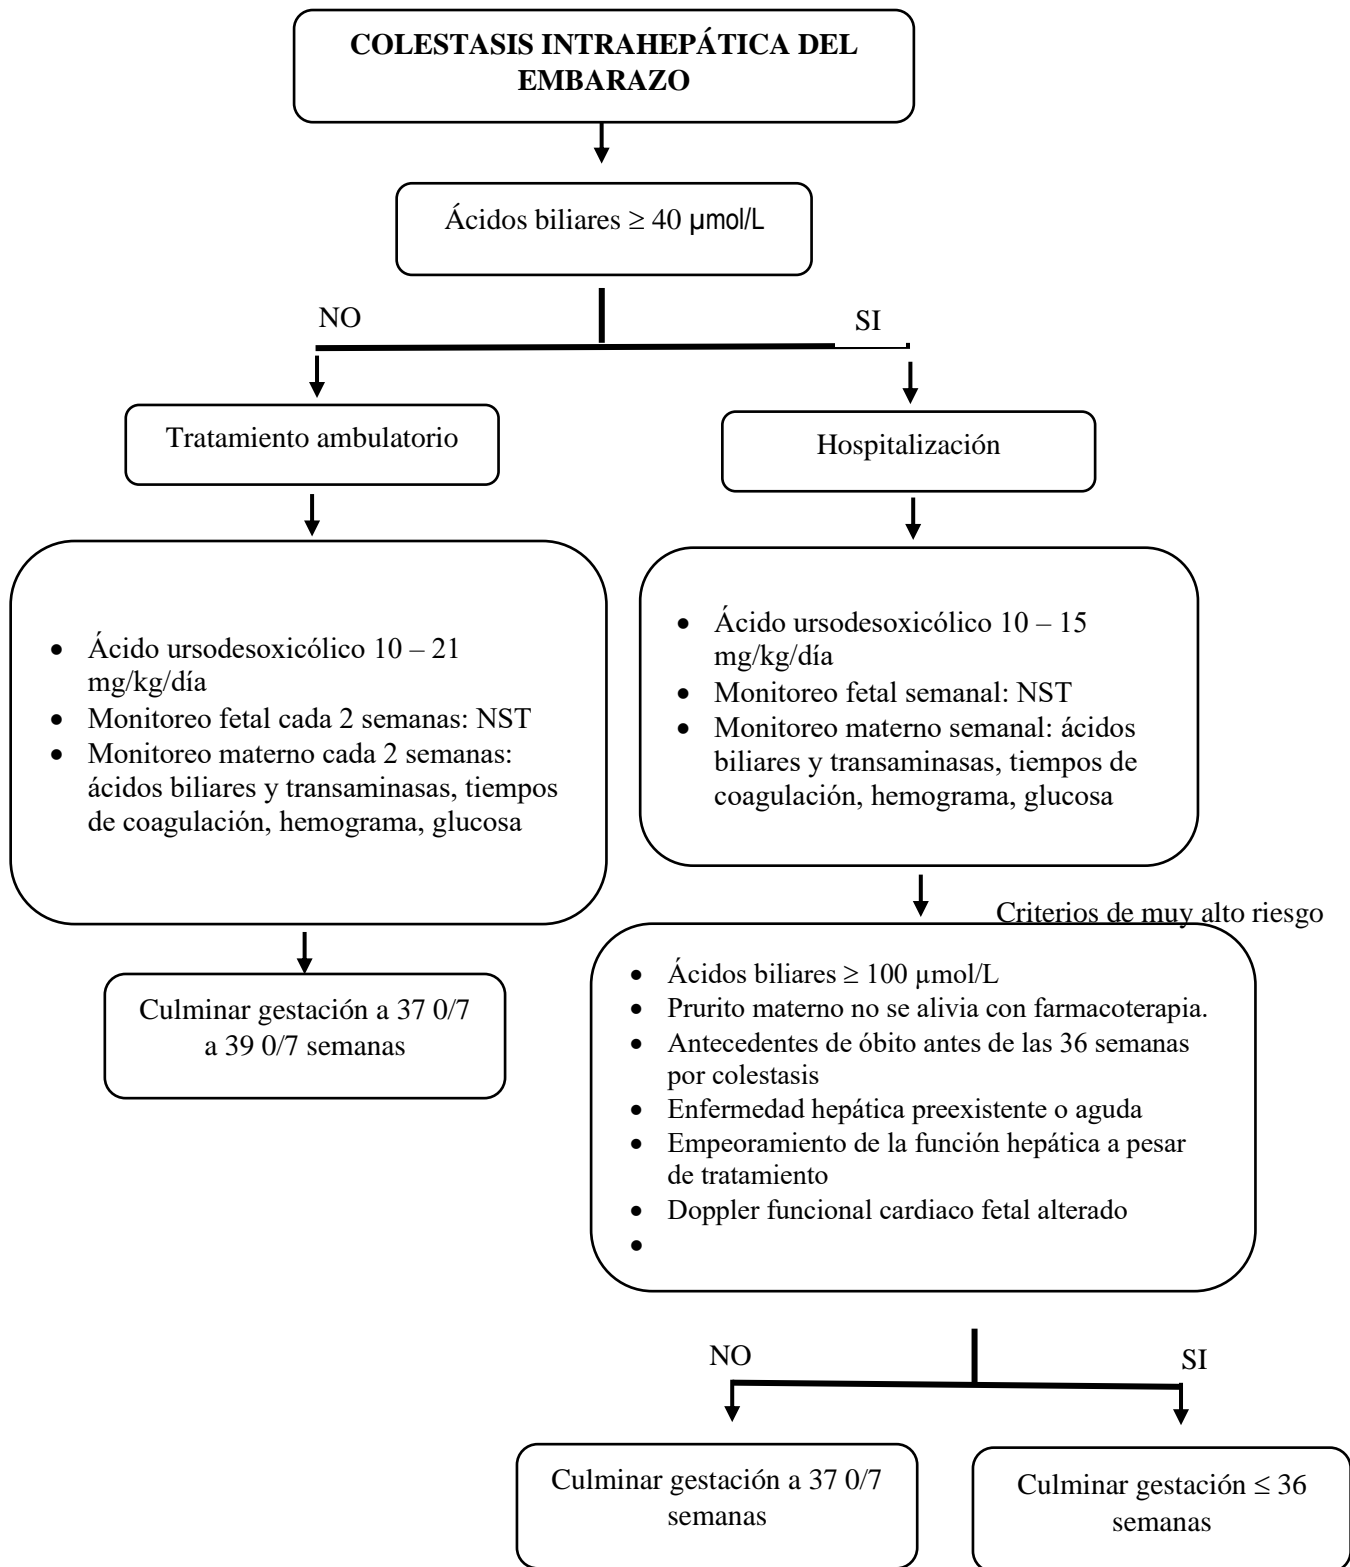 COLESTASIS INTRAHEPÁTICA DEL
EMBARAZO
Ácidos biliares ≥ 40 µmol/L
NO
SI
Tratamiento ambulatorio
Hospitalización
• Ácido ursodesoxicólico 10 – 21
mg/kg/día
• Monitoreo fetal cada 2 semanas: NST
• Monitoreo materno cada 2 semanas:
ácidos biliares y transaminasas, tiempos
de coagulación, hemograma, glucosa
• Ácido ursodesoxicólico 10 – 15
mg/kg/día
• Monitoreo fetal semanal: NST
• Monitoreo materno semanal: ácidos
biliares y transaminasas, tiempos de
coagulación, hemograma, glucosa
Culminar gestación a 37 0/7
a 39 0/7 semanas
Criterios de muy alto riesgo
• Ácidos biliares ≥ 100 µmol/L
• Prurito materno no se alivia con farmacoterapia.
• Antecedentes de óbito antes de las 36 semanas
por colestasis
• Enfermedad hepática preexistente o aguda
• Empeoramiento de la función hepática a pesar
de tratamiento
• Doppler funcional cardiaco fetal alterado
•
NO
SI
Culminar gestación a 37 0/7
semanas
Culminar gestación ≤ 36
semanas